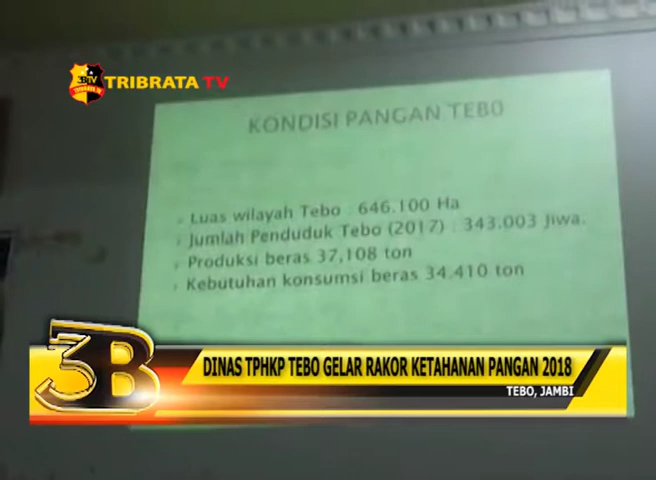 TRIBRATA TV
KONDISI PANGAN TEBO
Luas wilayah Tebo : 646.100 Ha
Jumlah Penduduk Tebo (2017) : 343.003 Jiwa.
Produksi beras 37,108 ton
Kebutuhan konsumsi beras 34.410 ton
3B
DINAS TPHKP TEBO GELAR RAKOR KETAHANAN PANGAN 2018
TEBO, JAMBI